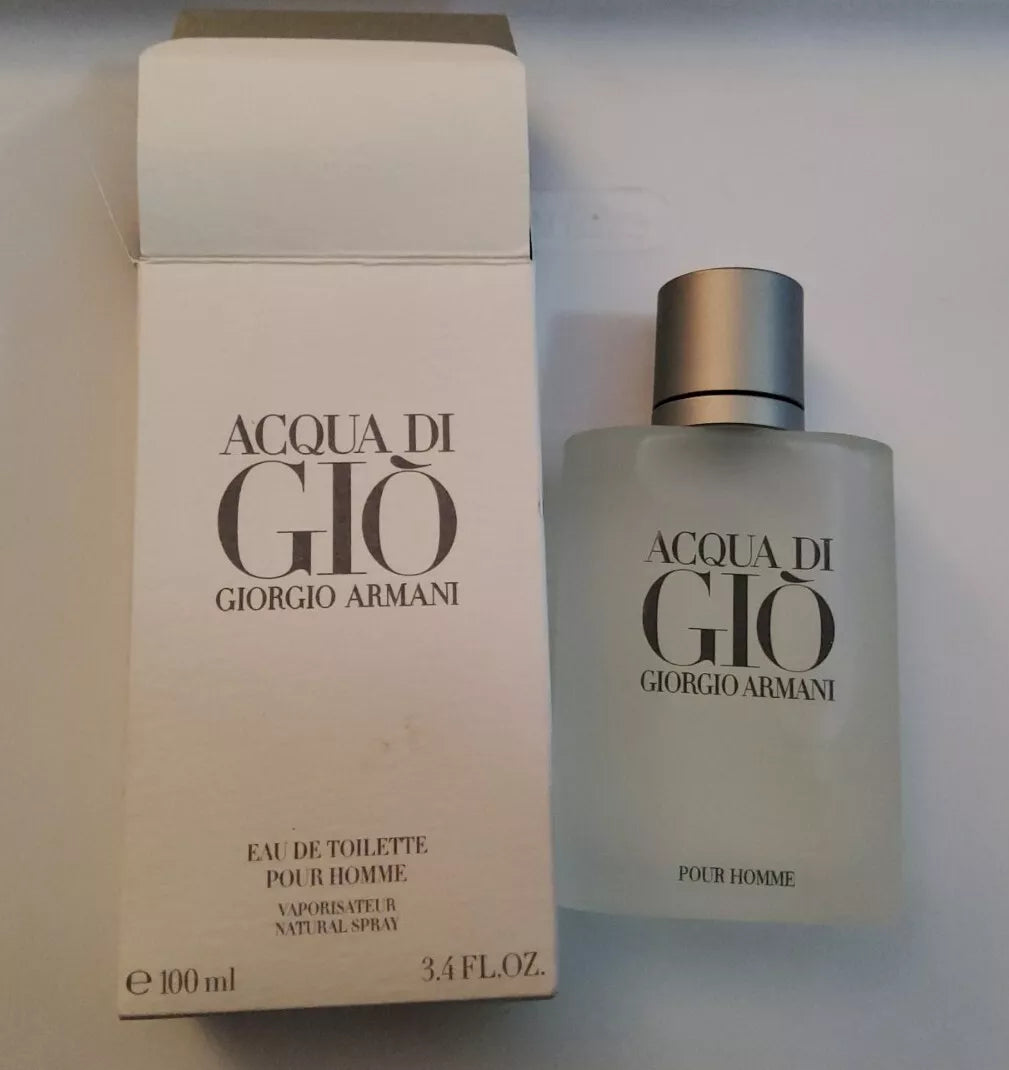 ACQUA DI
GIÒ
GIORGIO ARMANI
EAU DE TOILETTE
POUR HOMME
VAPORISATEUR
NATURAL SPRAY
℮ 100 ml
3.4 FL.OZ.
ACQUA DI
GIÒ
GIORGIO ARMANI
POUR HOMME